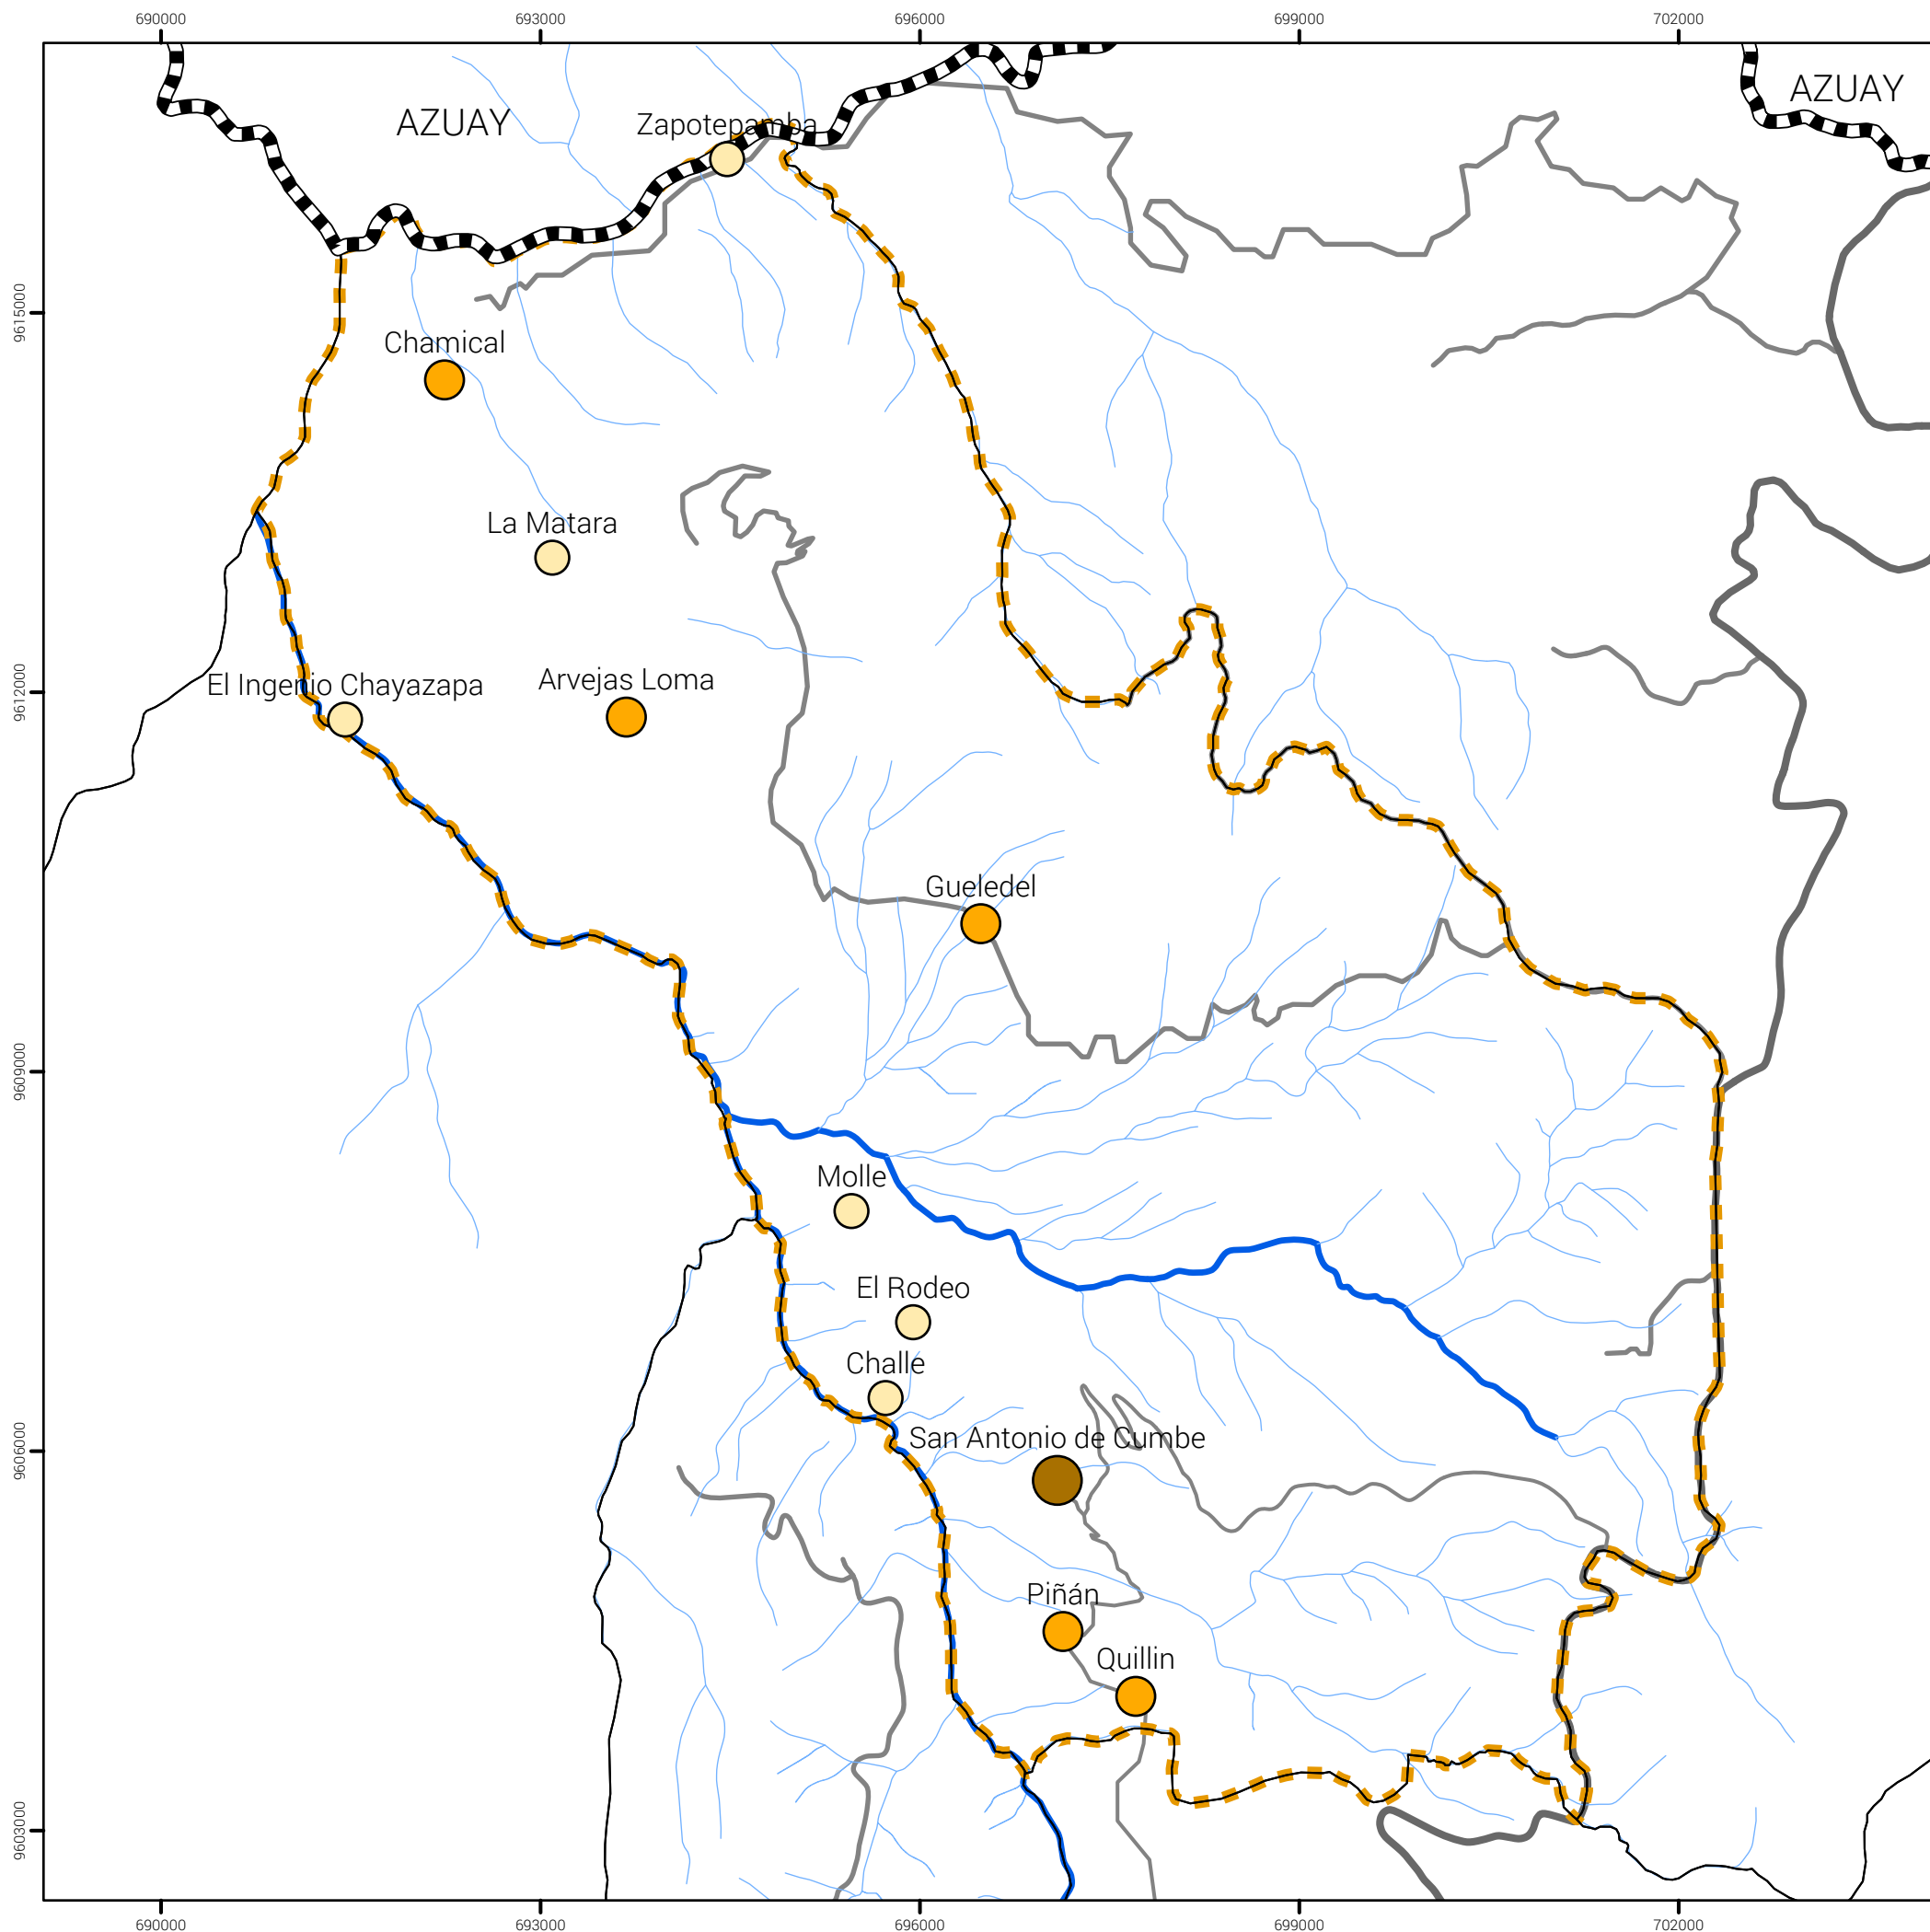 690000
693000
696000
699000
702000
AZUAY
AZUAY
Zapotepamba
9615000
Chamical
La Matara
9612000
El Ingenio Chayazapa
Arvejas Loma
Gueledel
9609000
Molle
El Rodeo
Challe
9606000
San Antonio de Cumbe
Piñán
Quillin
9603000
690000
693000
696000
699000
702000